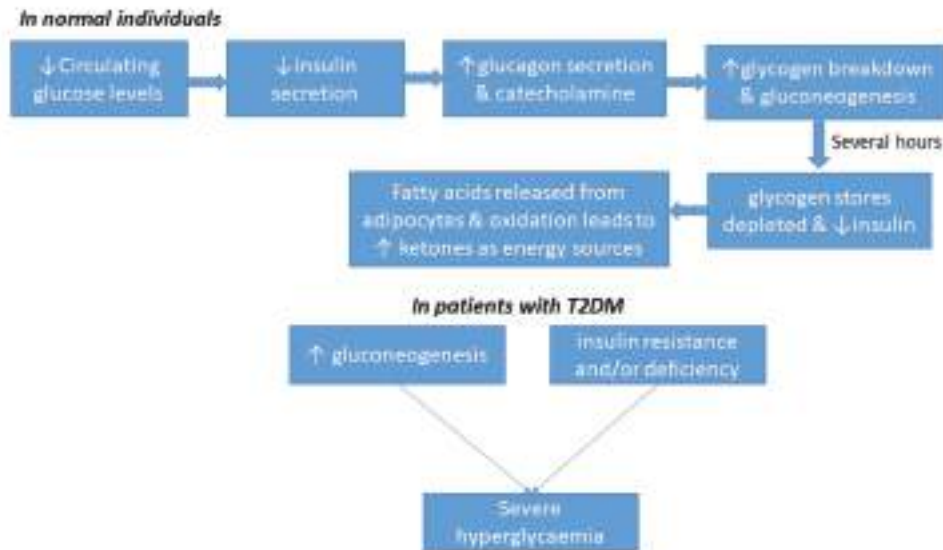 In normal individuals
↓Circulating
glucose levels
↓insulin
secretion
↑glucagon secretion
& catecholamine
↑glycogen breakdown
& gluconeogenesis
Several hours
glycogen stores
depleted & ↓insulin
Fatty acids released from
adipocytes & oxidation leads to
↑ ketones as energy sources
In patients with T2DM
↑ gluconeogenesis
insulin resistance
and/or deficiency
Severe
hyperglycaemia